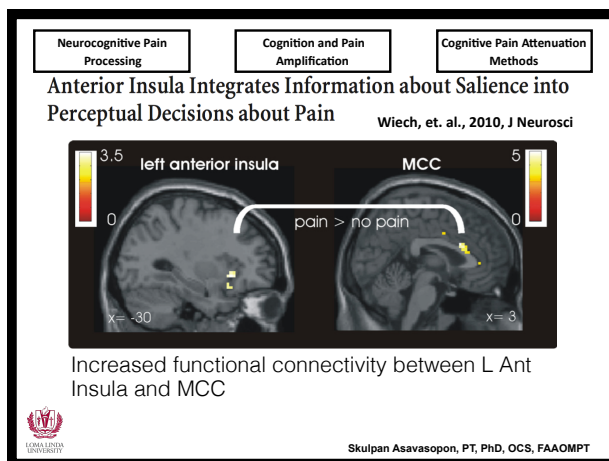 Neurocognitive Pain
Processing
Cognition and Pain
Amplification
Cognitive Pain Attenuation
Methods
Anterior Insula Integrates Information about Salience into
Perceptual Decisions about Pain
Wiech, et. al., 2010, J Neurosci
3.5
left anterior insula
0
x= -30
MCC
5
0
pain > no pain
x= 3
Increased functional connectivity between L Ant
Insula and MCC
LOMA LINDA
UNIVERSITY
Skulpan Asavasopon, PT, PhD, OCS, FAAOMPT